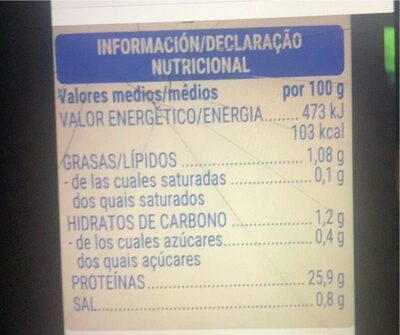 INFORMACIÓN/DECLARAÇÃO
NUTRICIONAL
Valores medios/médios por 100 g
VALOR ENERGÉTICO/ENERGIA........ 473 kJ
103 kcal
GRASAS/LÍPIDOS ........................ 1,08 g
- de las cuales saturadas ................ 0,1 g
dos quais saturados
HIDRATOS DE CARBONO ................ 1,2 g
- de los cuales azúcares................ 0,4 g
dos quais açúcares
PROTEÍNAS................................ 25,9 g
SAL........................................ 0,8 g